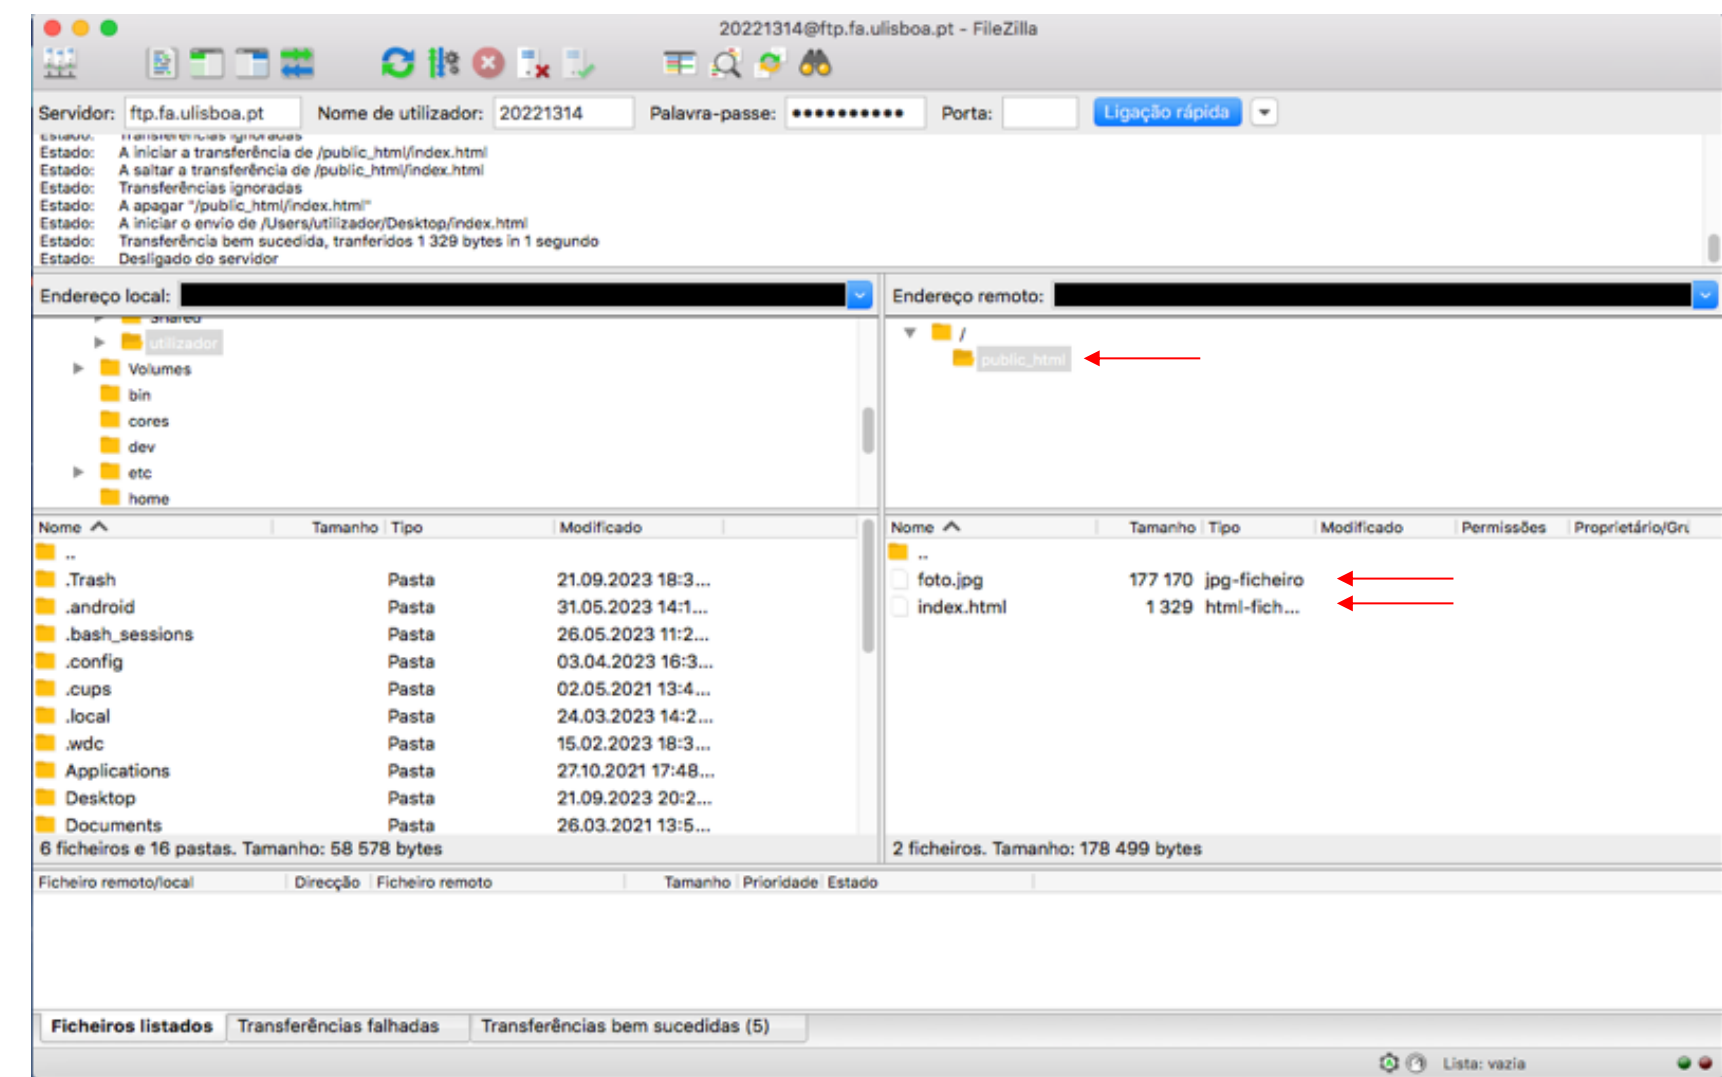 20221314@ftp.fa.ulisboa.pt - FileZilla
Servidor: ftp.fa.ulisboa.pt Nome de utilizador: 20221314 Palavra-passe: •••••••••• Porta: Ligação rápida
Estado: Transferências ignoradas
Estado: A iniciar a transferência de /public_html/index.html
Estado: A saltar a transferência de /public_html/index.html
Estado: Transferências ignoradas
Estado: A apagar "/public_html/index.html"
Estado: A iniciar o envio de /Users/utilizador/Desktop/index.html
Estado: Transferência bem sucedida, tranferidos 1 329 bytes in 1 segundo
Estado: Desligado do servidor
Endereço local:
Shared
utilizador
Volumes
bin
cores
dev
etc
home
Endereço remoto:
/
public_html
Nome Tamanho Tipo Modificado
..
.Trash Pasta 21.09.2023 18:3...
.android Pasta 31.05.2023 14:1...
.bash_sessions Pasta 26.05.2023 11:2...
.config Pasta 03.04.2023 16:3...
.cups Pasta 02.05.2021 13:4...
.local Pasta 24.03.2023 14:2...
.wdc Pasta 15.02.2023 18:3...
Applications Pasta 27.10.2021 17:48...
Desktop Pasta 21.09.2023 20:2...
Documents Pasta 26.03.2021 13:5...
6 ficheiros e 16 pastas. Tamanho: 58 578 bytes
Nome Tamanho Tipo Modificado Permissões Proprietário/Gru
..
foto.jpg 177 170 jpg-ficheiro
index.html 1 329 html-fich...
2 ficheiros. Tamanho: 178 499 bytes
Ficheiro remoto/local Direcção Ficheiro remoto Tamanho Prioridade Estado
Ficheiros listados Transferências falhadas Transferências bem sucedidas (5)
Lista: vazia